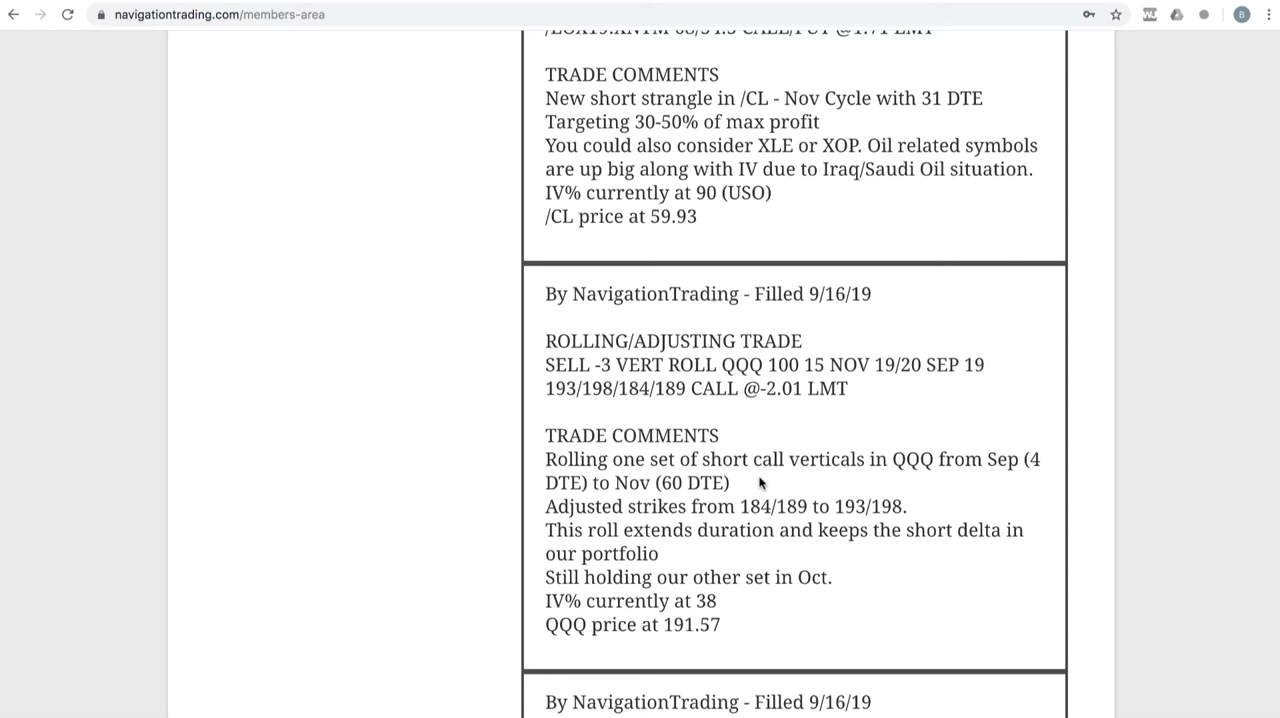 navigationtrading.com/members-area
B
TRADE COMMENTS
New short strangle in /CL - Nov Cycle with 31 DTE
Targeting 30-50% of max profit
You could also consider XLE or XOP. Oil related symbols
are up big along with IV due to Iraq/Saudi Oil situation.
IV% currently at 90 (USO)
/CL price at 59.93
By NavigationTrading - Filled 9/16/19
ROLLING/ADJUSTING TRADE
SELL -3 VERT ROLL QQQ 100 15 NOV 19/20 SEP 19
193/198/184/189 CALL @-2.01 LMT
TRADE COMMENTS
Rolling one set of short call verticals in QQQ from Sep (4
DTE) to Nov (60 DTE)
Adjusted strikes from 184/189 to 193/198.
This roll extends duration and keeps the short delta in
our portfolio
Still holding our other set in Oct.
IV% currently at 38
QQQ price at 191.57
By NavigationTrading - Filled 9/16/19